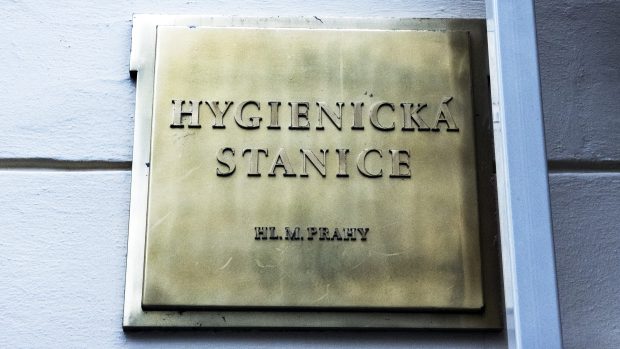 HYGIENICKÁ
STANICE
HL. M. PRAHY